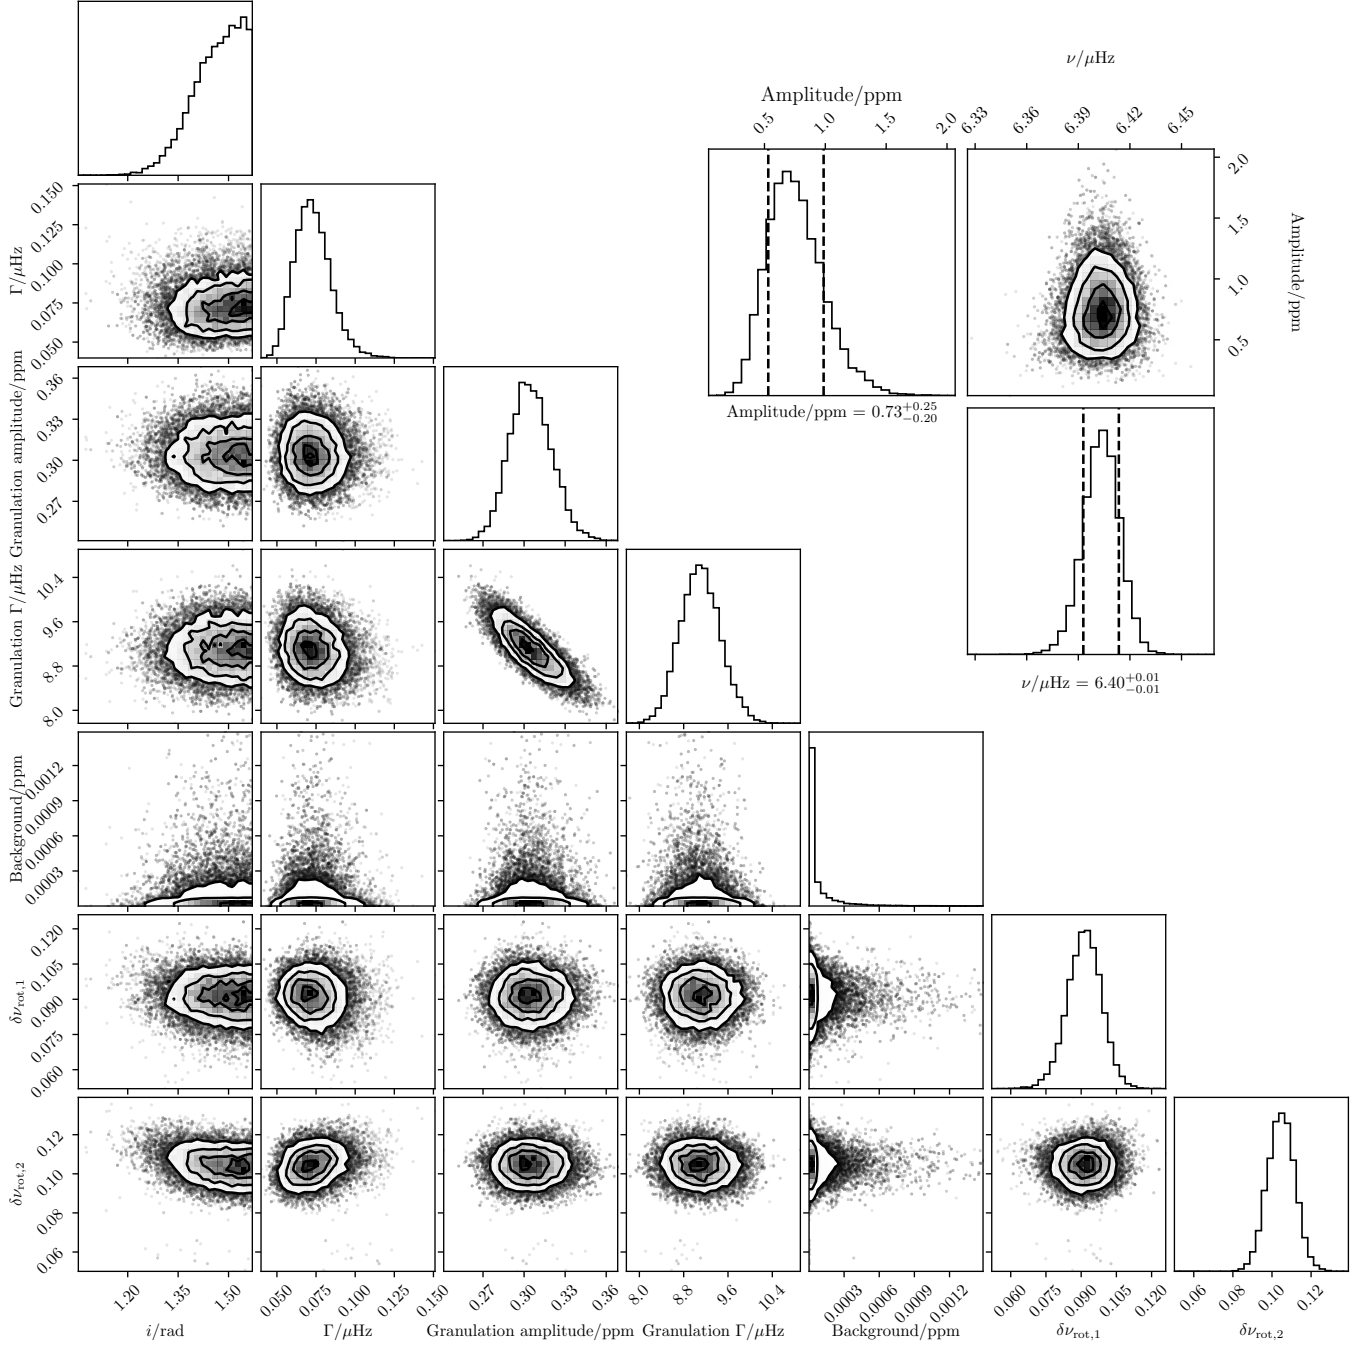 ν/μHz
6.33 6.36 6.39 6.42 6.45
Amplitude/ppm
0.5 1.0 1.5 2.0
Γ/μHz
0.150
0.125
0.100
0.075
0.050
2.0
1.5
1.0
0.5
Amplitude/ppm
Granulation amplitude/ppm
0.36
0.33
0.30
0.27
Amplitude/ppm = 0.73+0.25−0.20
Granulation Γ/μHz
10.4
9.6
8.8
8.0
ν/μHz = 6.40+0.01−0.01
Background/ppm
0.0012
0.0009
0.0006
0.0003
δνrot,1
0.120
0.105
0.090
0.075
0.060
δνrot,2
0.12
0.10
0.08
0.06
1.20 1.35 1.50 0.050 0.075 0.100 0.125 0.150 0.27 0.30 0.33 0.36 8.0 8.8 9.6 10.4 0.0003 0.0006 0.0009 0.0012 0.060 0.075 0.090 0.105 0.120 0.06 0.08 0.10 0.12
i/rad Γ/μHz Granulation amplitude/ppm Granulation Γ/μHz Background/ppm δνrot,1 δνrot,2